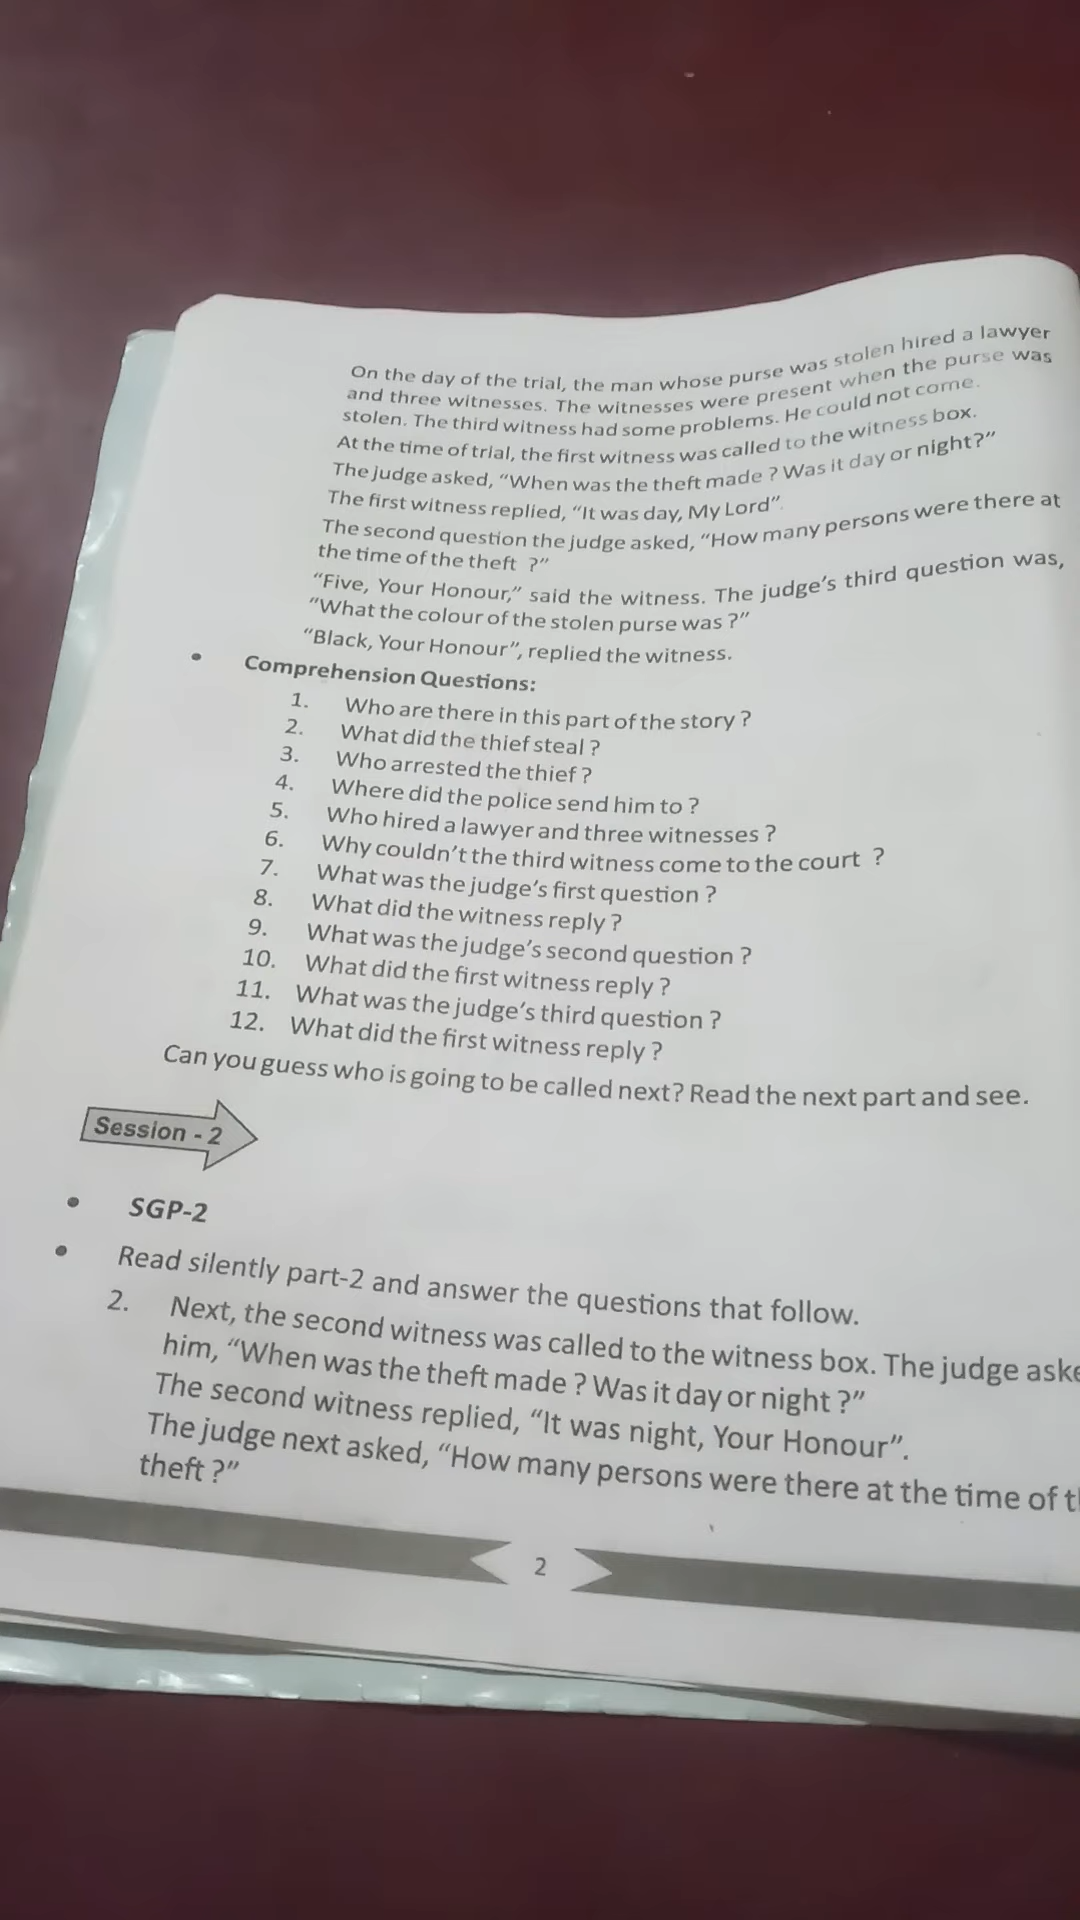 On the day of the trial, the man whose purse was stolen hired a lawyer
and three witnesses. The witnesses were present when the purse was
stolen. The third witness had some problems. He could not come.
At the time of trial, the first witness was called to the witness box.
The judge asked, “When was the theft made ? Was it day or night?”
The first witness replied, “It was day, My Lord”.
The second question the judge asked, “How many persons were there at
the time of the theft ?”
“Five, Your Honour,” said the witness. The judge’s third question was,
“What the colour of the stolen purse was ?”
“Black, Your Honour”, replied the witness.
• Comprehension Questions:
1. Who are there in this part of the story ?
2. What did the thief steal ?
3. Who arrested the thief ?
4. Where did the police send him to ?
5. Who hired a lawyer and three witnesses ?
6. Why couldn’t the third witness come to the court ?
7. What was the judge’s first question ?
8. What did the witness reply ?
9. What was the judge’s second question ?
10. What did the first witness reply ?
11. What was the judge’s third question ?
12. What did the first witness reply ?
Can you guess who is going to be called next? Read the next part and see.
Session - 2
• SGP-2
• Read silently part-2 and answer the questions that follow.
2. Next, the second witness was called to the witness box. The judge aske
him, “When was the theft made ? Was it day or night ?”
The second witness replied, “It was night, Your Honour”.
The judge next asked, “How many persons were there at the time of t
theft ?”
2